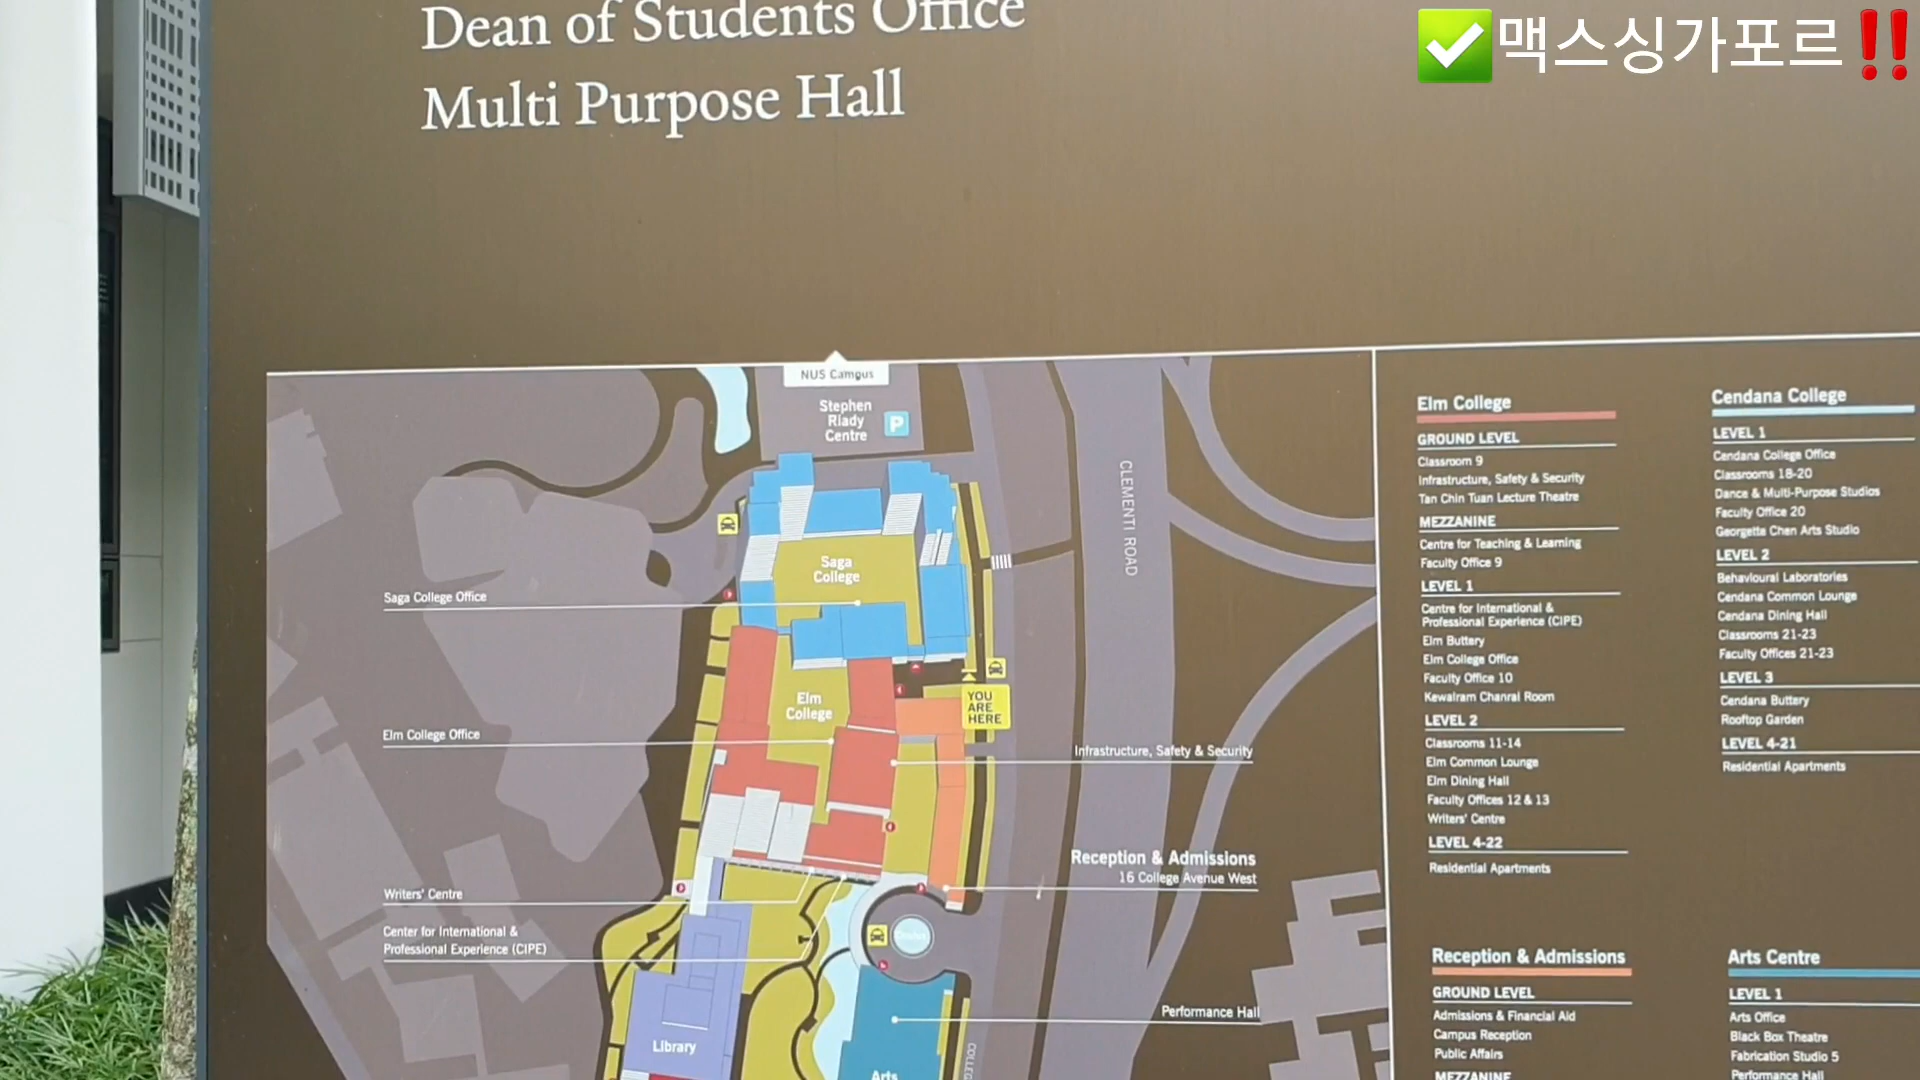 Dean of Students Office
Multi Purpose Hall
✅맥스싱가포르‼️
NUS Campus
Stephen
Riady
Centre
P
CLEMENTI ROAD
Saga
College
Saga College Office
Elm
College
YOU
ARE
HERE
Elm College Office
Infrastructure, Safety & Security
Reception & Admissions
16 College Avenue West
Writers' Centre
Center for International &
Professional Experience (CIPE)
Performance Hall
Library
Arts
Elm College
GROUND LEVEL
Classroom 9
Infrastructure, Safety & Security
Tan Chin Tuan Lecture Theatre
MEZZANINE
Centre for Teaching & Learning
Faculty Office 9
LEVEL 1
Centre for International &
Professional Experience (CIPE)
Elm Buttery
Elm College Office
Faculty Office 10
Kewalram Chanrai Room
LEVEL 2
Classrooms 11-14
Elm Common Lounge
Elm Dining Hall
Faculty Offices 12 & 13
Writers' Centre
LEVEL 4-22
Residential Apartments
Cendana College
LEVEL 1
Cendana College Office
Classrooms 18-20
Dance & Multi-Purpose Studios
Faculty Office 20
Georgette Chen Arts Studio
LEVEL 2
Behavioural Laboratories
Cendana Common Lounge
Cendana Dining Hall
Classrooms 21-23
Faculty Offices 21-23
LEVEL 3
Cendana Buttery
Rooftop Garden
LEVEL 4-21
Residential Apartments
Reception & Admissions
GROUND LEVEL
Admissions & Financial Aid
Campus Reception
Public Affairs
MEZZANINE
Arts Centre
LEVEL 1
Arts Office
Black Box Theatre
Fabrication Studio 5
Performance Hall